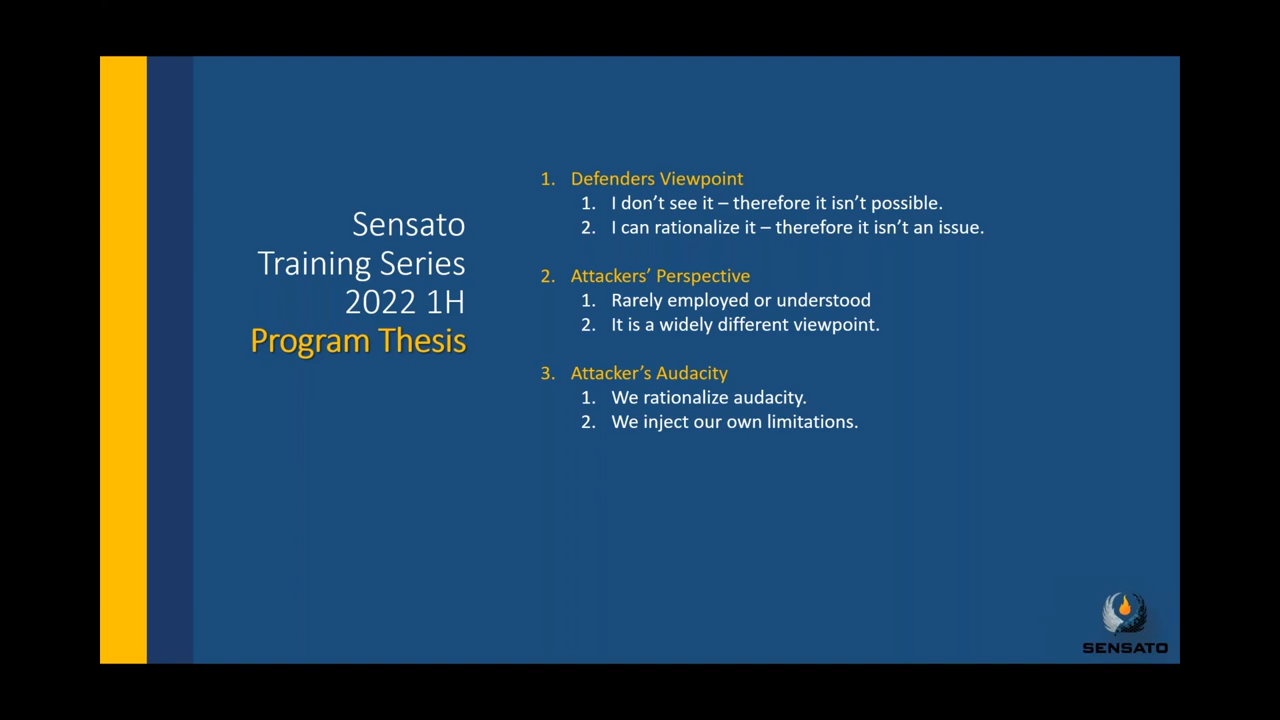 Sensato
Training Series
2022 1H
Program Thesis
1. Defenders Viewpoint
1. I don’t see it – therefore it isn’t possible.
2. I can rationalize it – therefore it isn’t an issue.
2. Attackers’ Perspective
1. Rarely employed or understood
2. It is a widely different viewpoint.
3. Attacker’s Audacity
1. We rationalize audacity.
2. We inject our own limitations.
SENSATO